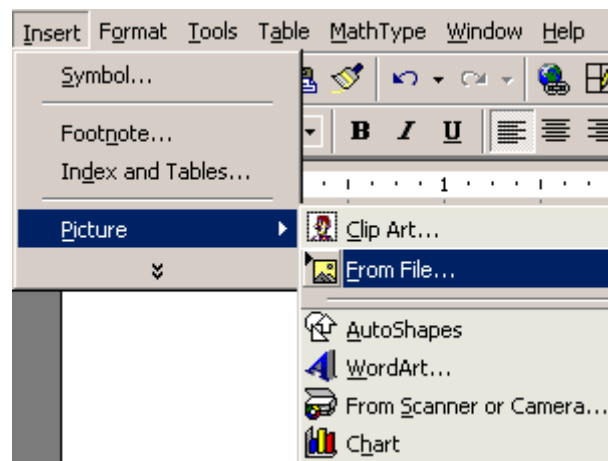 Insert Format Tools Table MathType Window Help
Symbol...
Footnote...
B I U
Index and Tables...
1
Picture
Clip Art...
From File...
AutoShapes
WordArt...
From Scanner or Camera...
Chart